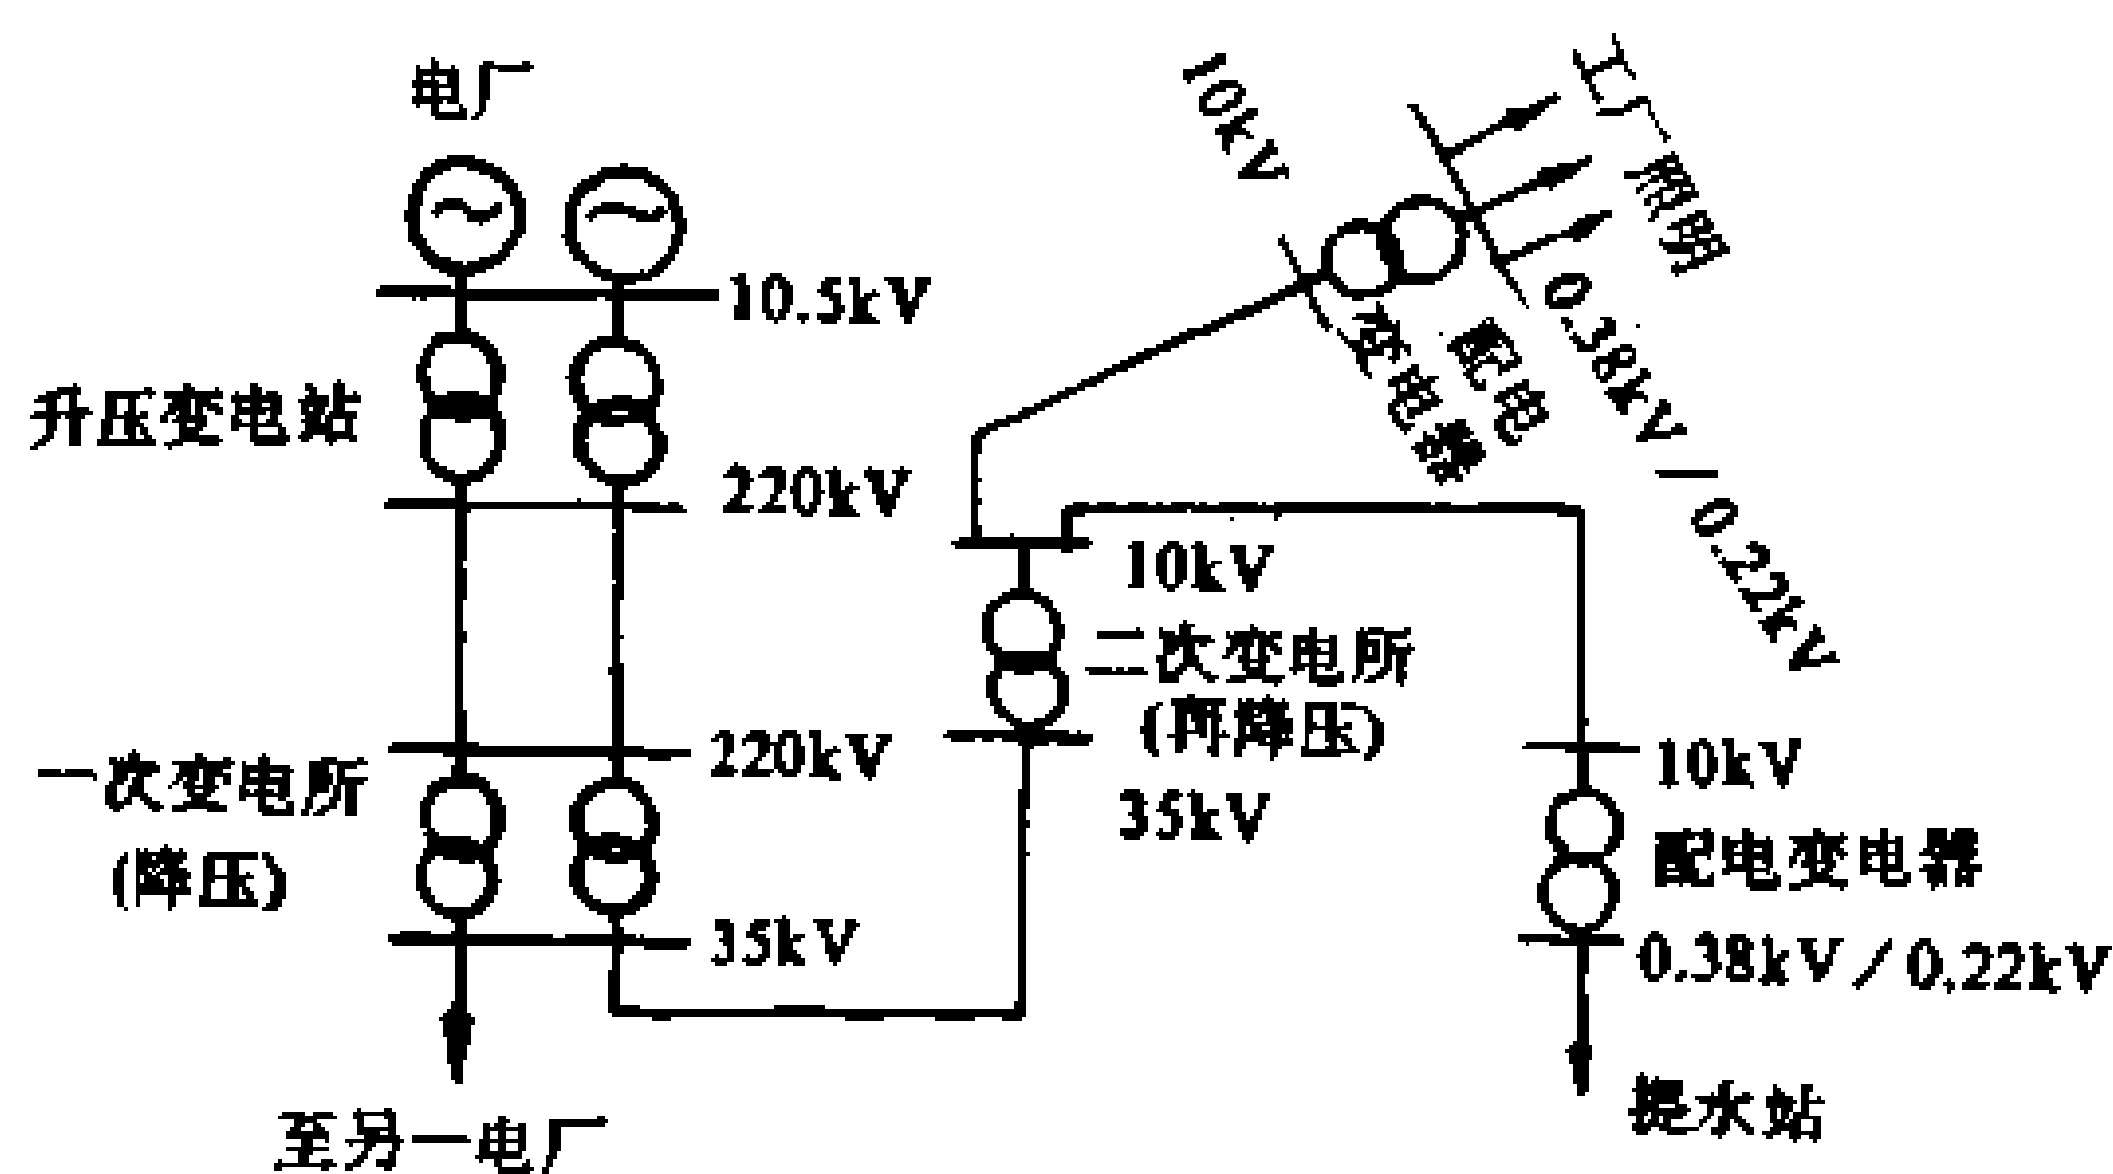 电厂
10.5kV
升压变电站
220kV
220kV
一次变电所
(降压)
35kV
至另一电厂
10kV
二次变电所
(再降压)
35kV
10kV
配电
变电器
工厂照明
0.38kV/0.22kV
10kV
配电变电器
0.38kV/0.22kV
提水站